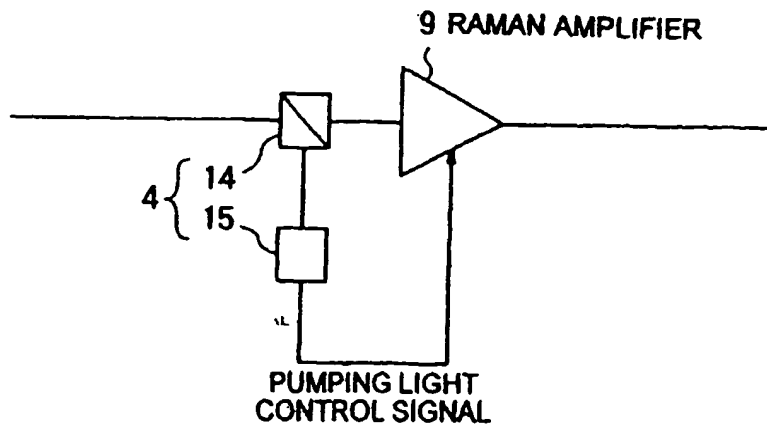 9 RAMAN AMPLIFIER
14
4
15
PUMPING LIGHT
CONTROL SIGNAL